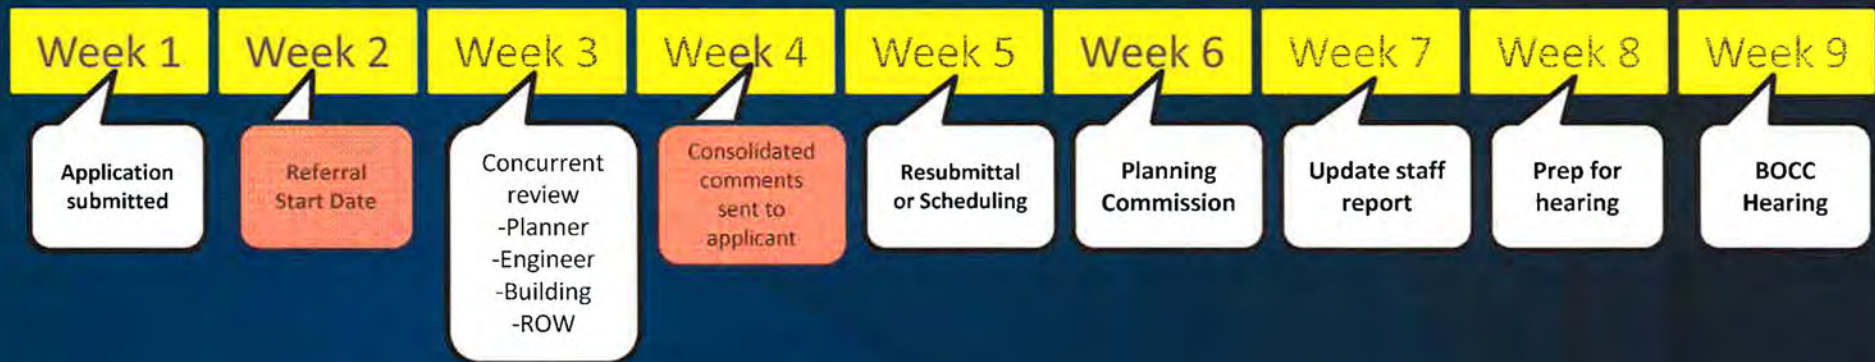 Week 1
Week 2
Week 3
Week 4
Week 5
Week 6
Week 7
Week 8
Week 9
Application
submitted
Referral
Start Date
Concurrent
review
-Planner
-Engineer
-Building
-ROW
Consolidated
comments
sent to
applicant
Resubmittal
or Scheduling
Planning
Commission
Update staff
report
Prep for
hearing
BOCC
Hearing